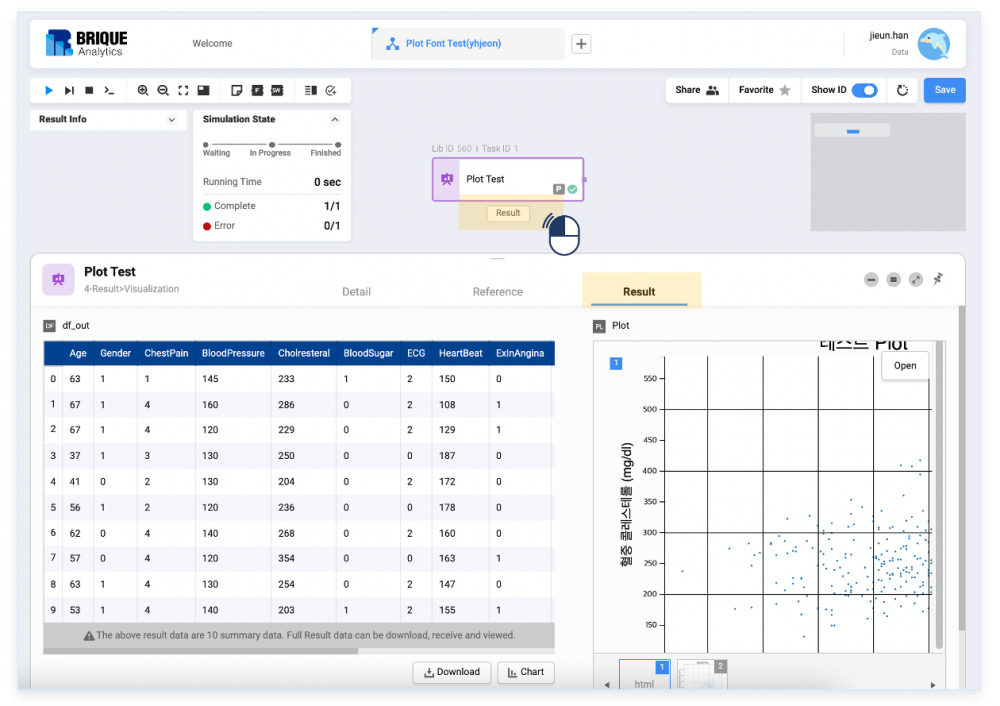 BRIQUE
Analytics
Welcome
Plot Font Test(yhjeon)
jieun.han
Data
IF
SW
Share
Favorite
Show ID
Save
Result Info
Simulation State
Waiting In Progress Finished
Running Time 0 sec
Complete 1/1
Error 0/1
Lib ID 560 | Task ID 1
Plot Test
P
Result
Plot Test
4-Result>Visualization
Detail
Reference
Result
DF df_out
Age Gender ChestPain BloodPressure Cholresteral BloodSugar ECG HeartBeat ExInAngina
0 63 1 1 145 233 1 2 150 0
1 67 1 4 160 286 0 2 108 1
2 67 1 4 120 229 0 2 129 1
3 37 1 3 130 250 0 0 187 0
4 41 0 2 130 204 0 2 172 0
5 56 1 2 120 236 0 0 178 0
6 62 0 4 140 268 0 2 160 0
7 57 0 4 120 354 0 0 163 1
8 63 1 4 130 254 0 2 147 0
9 53 1 4 140 203 1 2 155 1
The above result data are 10 summary data. Full Result data can be download, receive and viewed.
Download
Chart
PL Plot
1
테스트 Plot
Open
혈중 콜레스테롤 (mg/dl)
550
500
450
400
350
300
250
200
150
html
1
2